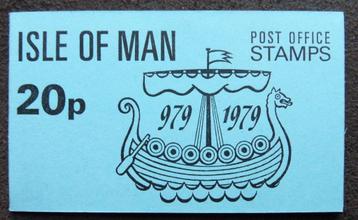 ISLE OF MAN
POST OFFICE
STAMPS
20p
979 1979